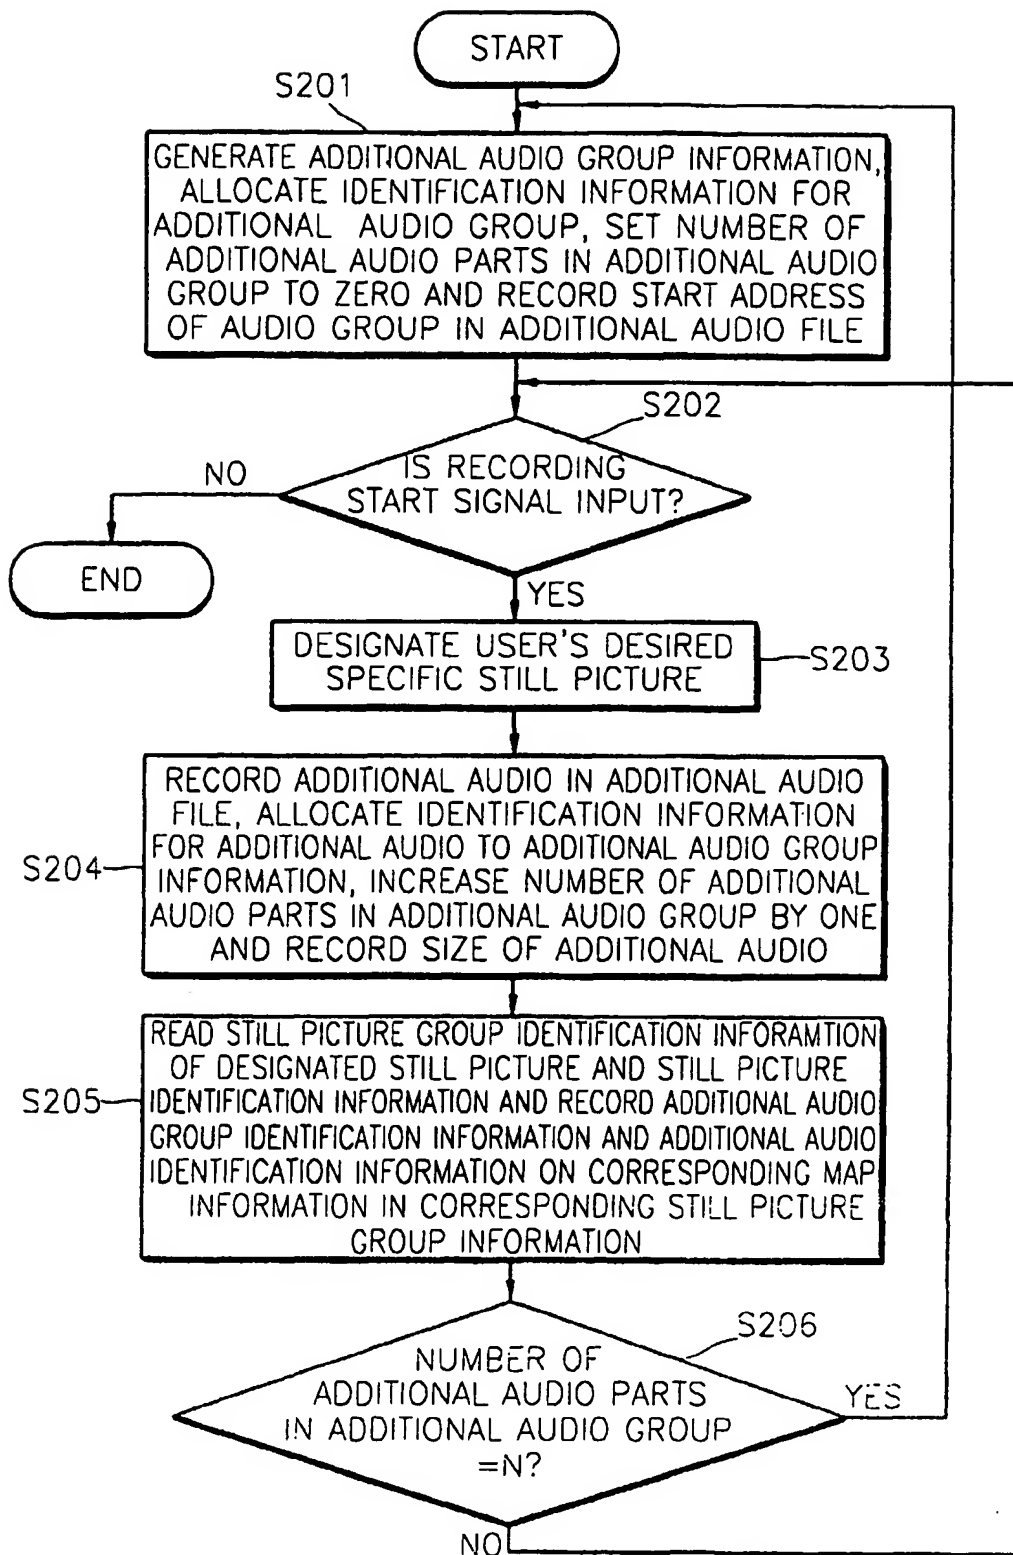 START
S201
GENERATE ADDITIONAL AUDIO GROUP INFORMATION,
ALLOCATE IDENTIFICATION INFORMATION FOR
ADDITIONAL AUDIO GROUP, SET NUMBER OF
ADDITIONAL AUDIO PARTS IN ADDITIONAL AUDIO
GROUP TO ZERO AND RECORD START ADDRESS
OF AUDIO GROUP IN ADDITIONAL AUDIO FILE
S202
IS RECORDING
START SIGNAL INPUT?
NO
END
YES
DESIGNATE USER'S DESIRED
SPECIFIC STILL PICTURE
S203
RECORD ADDITIONAL AUDIO IN ADDITIONAL AUDIO
FILE, ALLOCATE IDENTIFICATION INFORMATION
FOR ADDITIONAL AUDIO TO ADDITIONAL AUDIO GROUP
INFORMATION, INCREASE NUMBER OF ADDITIONAL
AUDIO PARTS IN ADDITIONAL AUDIO GROUP BY ONE
AND RECORD SIZE OF ADDITIONAL AUDIO
S204
READ STILL PICTURE GROUP IDENTIFICATION INFORAMTION
OF DESIGNATED STILL PICTURE AND STILL PICTURE
IDENTIFICATION INFORMATION AND RECORD ADDITIONAL AUDIO
GROUP IDENTIFICATION INFORMATION AND ADDITIONAL AUDIO
IDENTIFICATION INFORMATION ON CORRESPONDING MAP
INFORMATION IN CORRESPONDING STILL PICTURE
GROUP INFORMATION
S205
S206
NUMBER OF
ADDITIONAL AUDIO PARTS
IN ADDITIONAL AUDIO GROUP
=N?
YES
NO